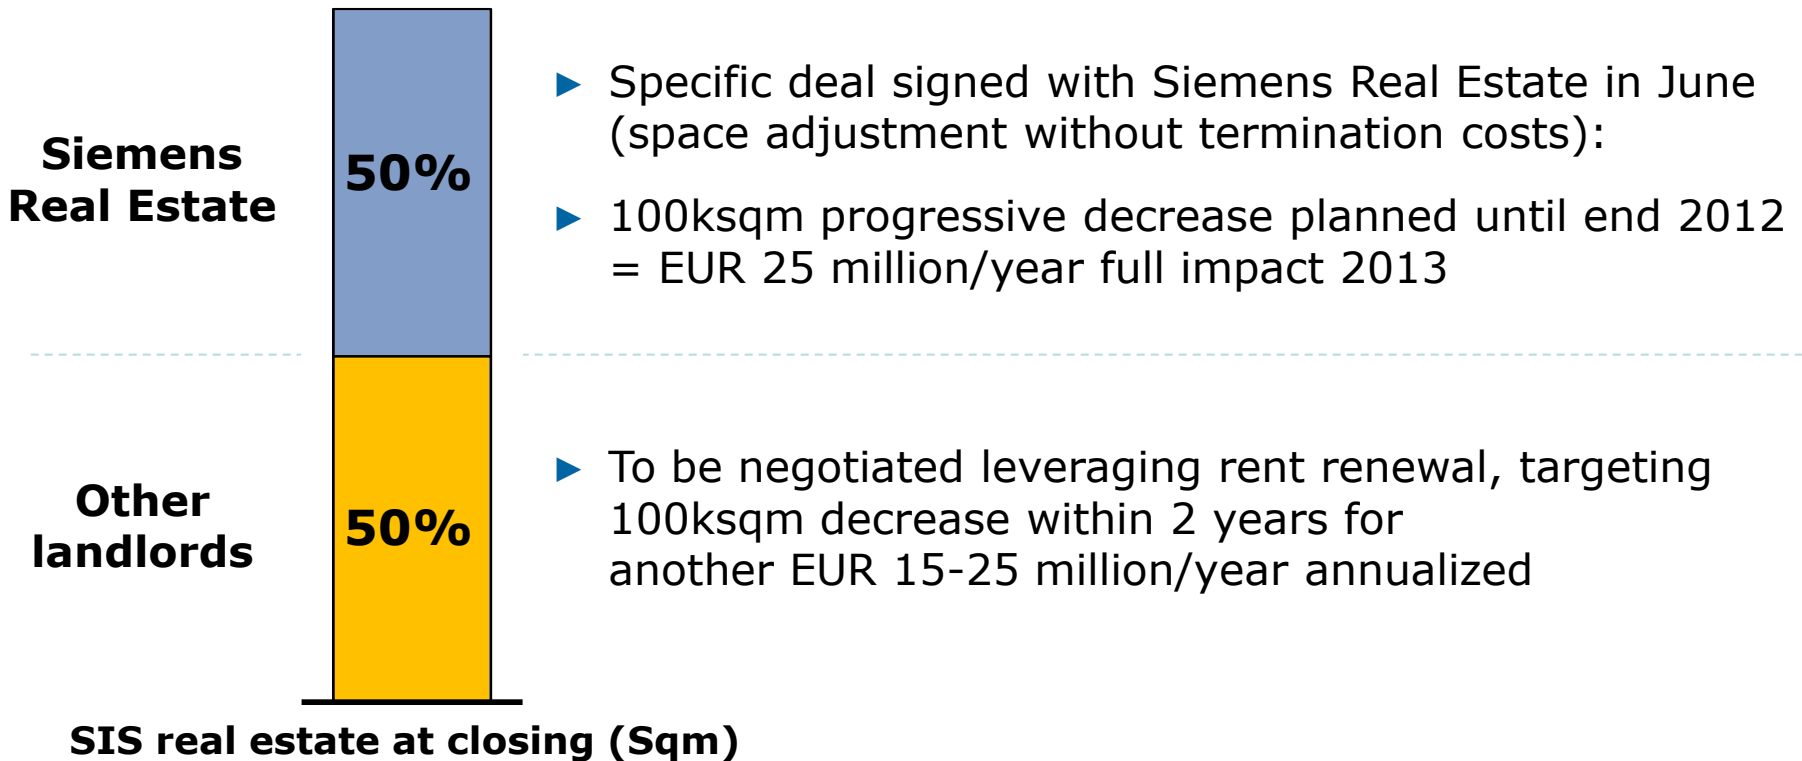 Siemens
Real Estate
50%
► Specific deal signed with Siemens Real Estate in June
(space adjustment without termination costs):
► 100ksqm progressive decrease planned until end 2012
= EUR 25 million/year full impact 2013
Other
landlords
50%
► To be negotiated leveraging rent renewal, targeting
100ksqm decrease within 2 years for
another EUR 15-25 million/year annualized
SIS real estate at closing (Sqm)